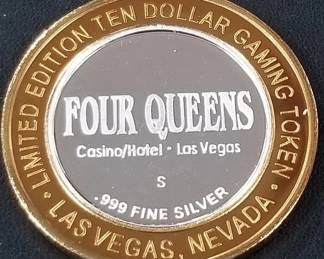 LIMITED EDITION TEN DOLLAR GAMING TOKEN
FOUR QUEENS
Casino/Hotel · Las Vegas
S
.999 FINE SILVER
• LAS VEGAS, NEVADA •